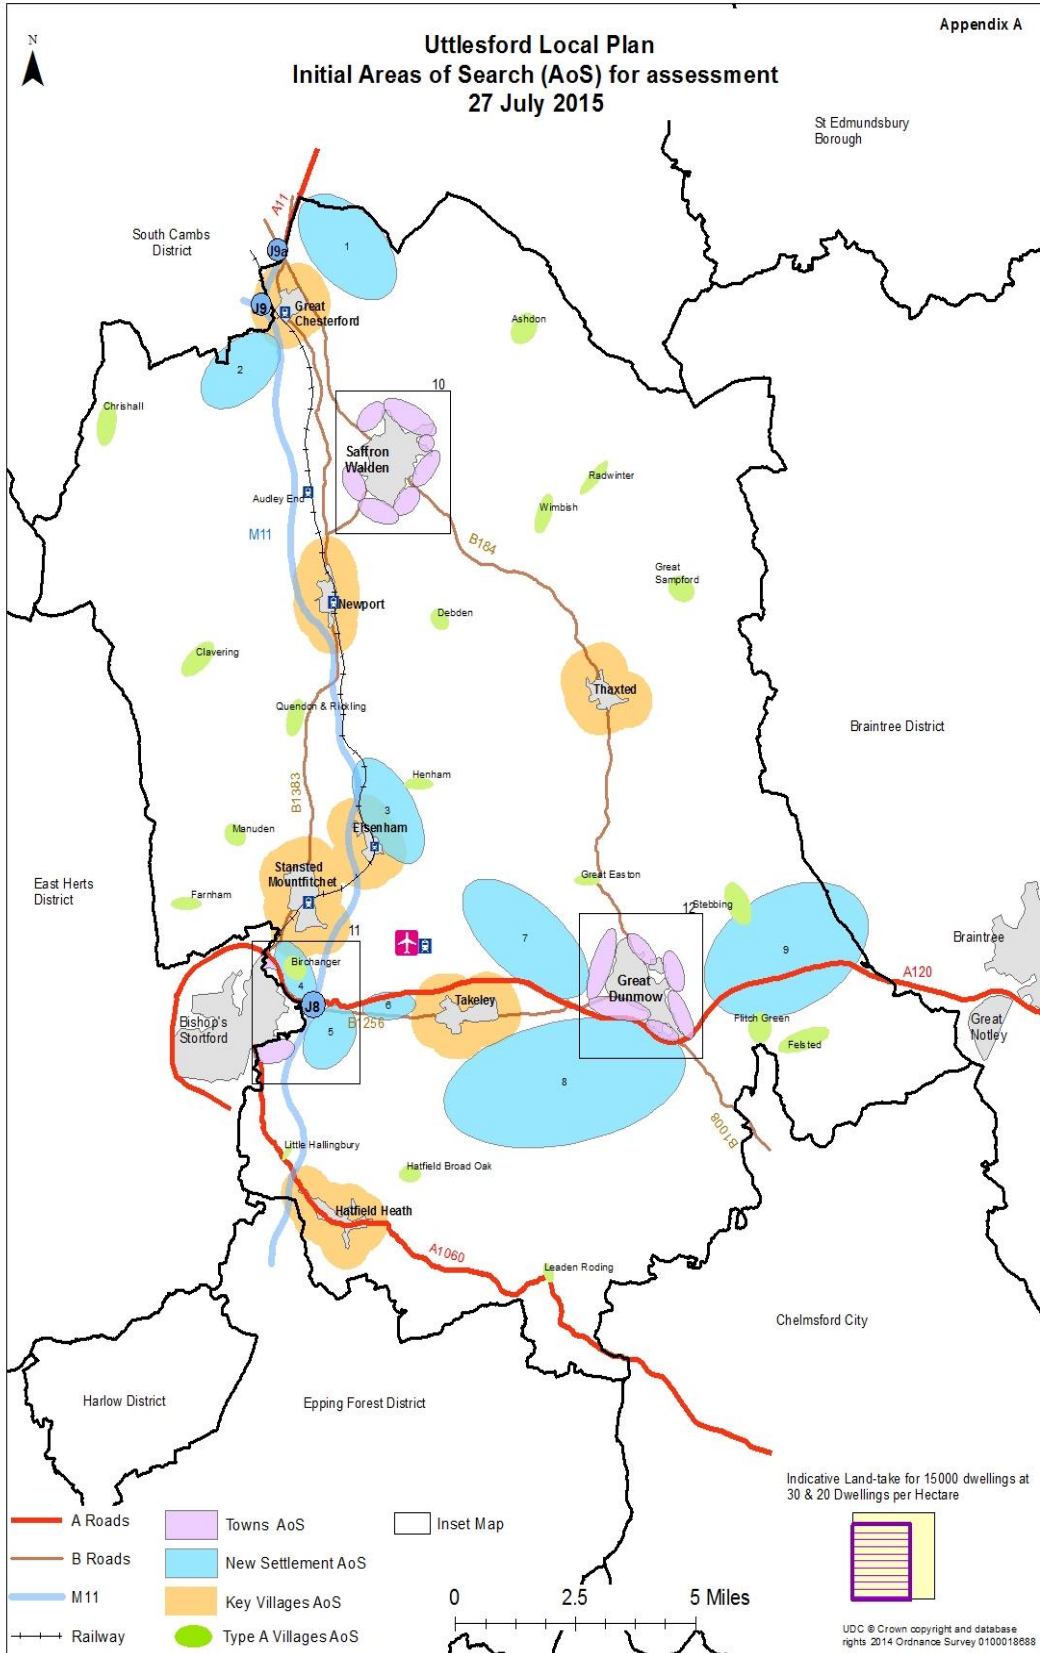 Appendix A
N
Uttlesford Local Plan
Initial Areas of Search (AoS) for assessment
27 July 2015
St Edmundsbury
Borough
A11
South Cambs
District
1
J9a
J9
Great
Chesterford
Ashdon
2
10
Chrishall
Saffron
Walden
Radwinter
Audley End
Wimbish
M11
B184
Great
Sampford
Newport
Debden
Clavering
Thaxted
Quendon & Rickling
Braintree District
B1383
Henham
3
Elsenham
Manuden
Stansted
Mountfitchet
East Herts
District
Farnham
Great Easton
Stebbing
12
11
7
9
Braintree
Birchanger
4
Great
Dunmow
A120
J8
6
Takeley
B1256
Bishop's
Stortford
5
Flitch Green
Felsted
Great
Notley
8
B1008
Little Hallingbury
Hatfield Broad Oak
Hatfield Heath
A1060
Leaden Roding
Chelmsford City
Harlow District
Epping Forest District
Indicative Land-take for 15000 dwellings at
30 & 20 Dwellings per Hectare
A Roads
Towns AoS
Inset Map
B Roads
New Settlement AoS
M11
Key Villages AoS
0 2.5 5 Miles
Railway
Type A Villages AoS
UDC © Crown copyright and database
rights 2014 Ordnance Survey 0100018688